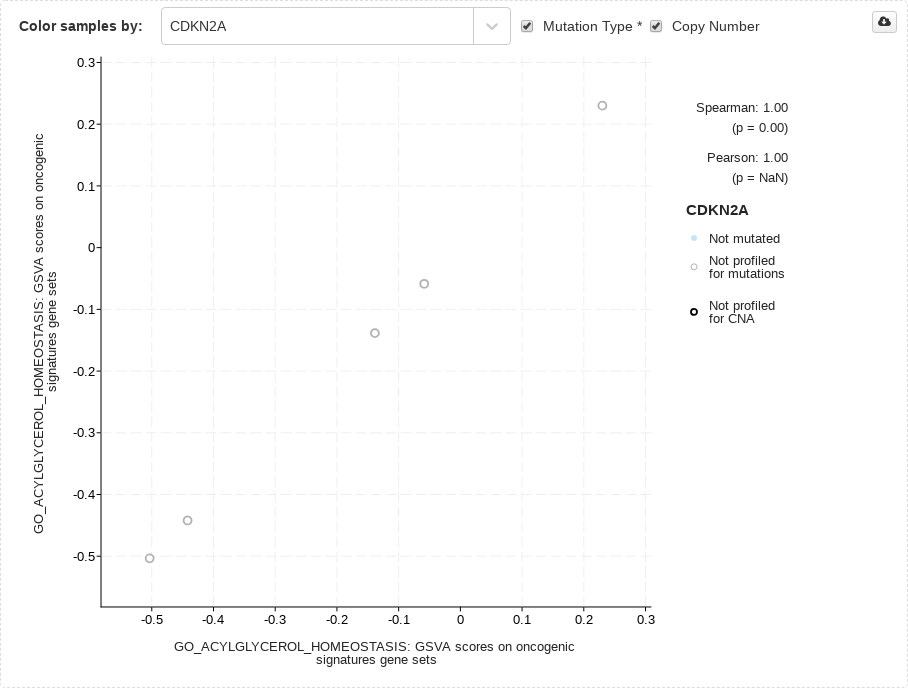 Color samples by: CDKN2A Mutation Type * Copy Number
0.3
0.2
0.1
0
-0.1
-0.2
-0.3
-0.4
-0.5
GO_ACYLGLYCEROL_HOMEOSTASIS: GSVA scores on oncogenic
signatures gene sets
Spearman: 1.00
(p = 0.00)
Pearson: 1.00
(p = NaN)
CDKN2A
Not mutated
Not profiled
for mutations
Not profiled
for CNA
-0.5 -0.4 -0.3 -0.2 -0.1 0 0.1 0.2 0.3
GO_ACYLGLYCEROL_HOMEOSTASIS: GSVA scores on oncogenic
signatures gene sets